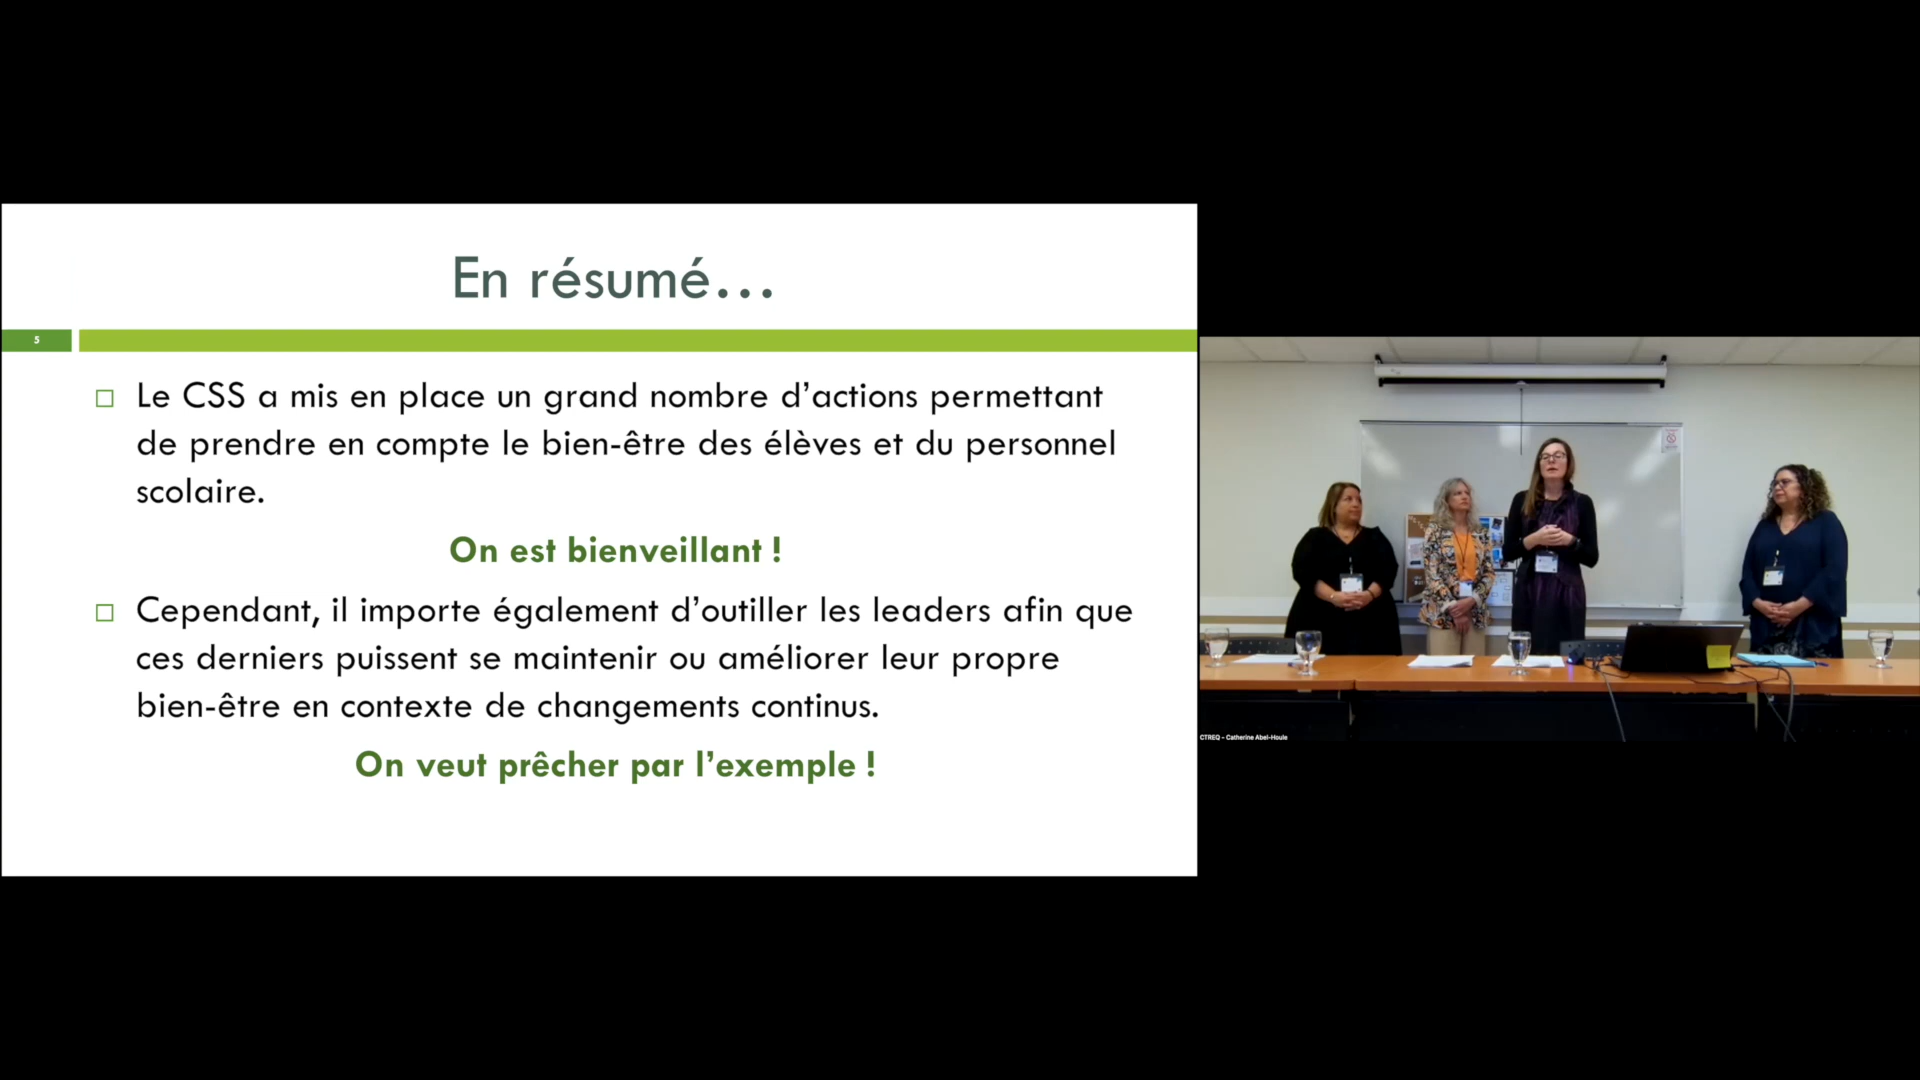 En résumé...
5
Le CSS a mis en place un grand nombre d'actions permettant
de prendre en compte le bien-être des élèves et du personnel
scolaire.
On est bienveillant !
Cependant, il importe également d'outiller les leaders afin que
ces derniers puissent se maintenir ou améliorer leur propre
bien-être en contexte de changements continus.
On veut prêcher par l'exemple !
CTREQ - Catherine Abel-Houle